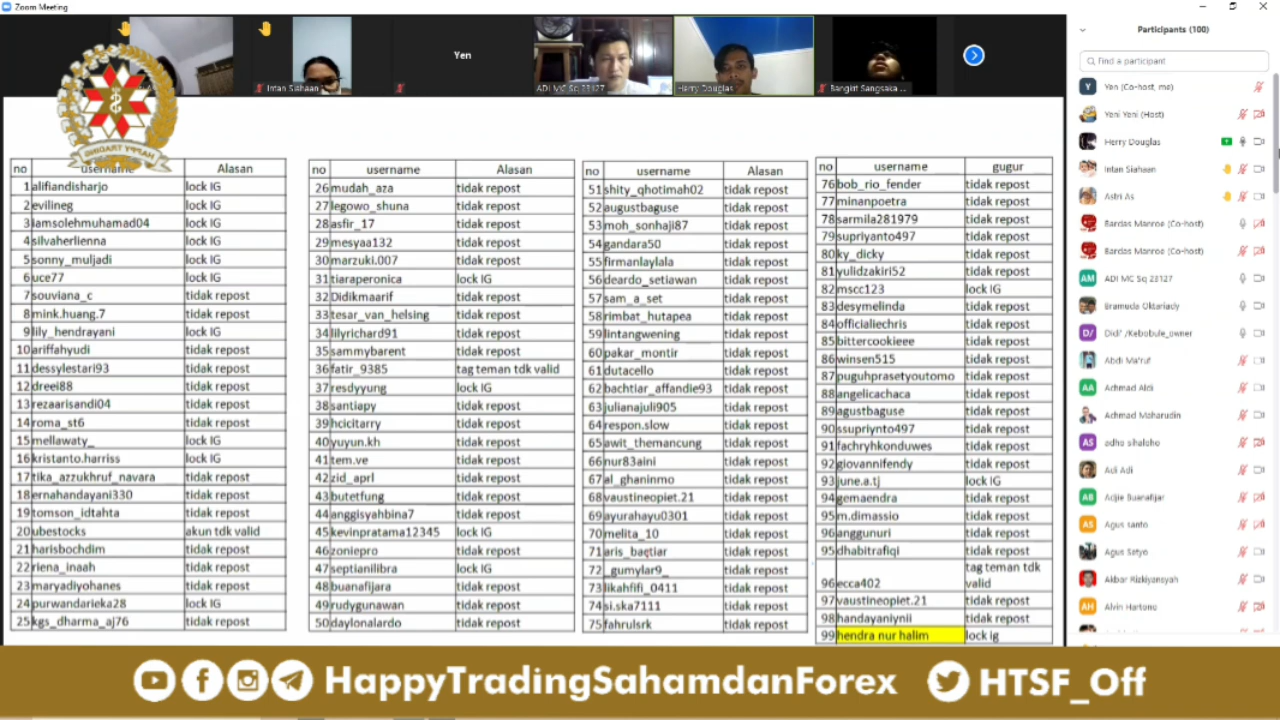 Zoom Meeting
Intan Siahaan
Yen
ADI MC Sq 23127
Harry Douglas
Bangkit Sangsaka ...
HAPPY TRADING
no username Alasan
1 alifiandisharjo lock IG
2 evilineg lock IG
3 iamsolehmuhamad04 lock IG
4 silvaherlienna lock IG
5 sonny_muljadi lock IG
6 uce77 lock IG
7 souviana_c tidak repost
8 mink.huang.7 tidak repost
9 lily_hendrayani lock IG
10 ariffahyudi tidak repost
11 dessylestari93 tidak repost
12 dreei88 tidak repost
13 rezaarisandi04 tidak repost
14 roma_st6 tidak repost
15 mellawaty_ lock IG
16 kristanto.harriss lock IG
17 tika_azzukhruf_navara tidak repost
18 ernahandayani330 tidak repost
19 tomson_idtahta tidak repost
20 ubestocks akun tdk valid
21 harisbochdim tidak repost
22 riena_inaah tidak repost
23 maryadiyohanes tidak repost
24 purwandarieka28 lock IG
25 kgs_dharma_aj76 tidak repost
username Alasan
26 mudah_aza tidak repost
27 legowo_shuna tidak repost
28 asfir_17 tidak repost
29 mesyaa132 tidak repost
30 marzuki.007 tidak repost
31 tiaraperonica lock IG
32 Didikmaarif tidak repost
33 tesar_van_helsing tidak repost
34 lilyrichard91 tidak repost
35 sammybarent tidak repost
36 fatir_9385 tag teman tdk valid
37 resdyyung lock IG
38 santiapy tidak repost
39 hcicitarry tidak repost
40 yuyun.kh tidak repost
41 tem.ve tidak repost
42 zid_aprl tidak repost
43 butetfung tidak repost
44 anggisyahbina7 tidak repost
45 kevinpratama12345 lock IG
46 zoniepro tidak repost
47 septianilibra lock IG
48 buanafijara tidak repost
49 rudygunawan tidak repost
50 daylonalardo tidak repost
no username Alasan
51 shity_qhotimah02 tidak repost
52 augustbaguse tidak repost
53 moh_sonhaji87 tidak repost
54 gandara50 tidak repost
55 firmanlaylala tidak repost
56 deardo_setiawan tidak repost
57 sam_a_set tidak repost
58 rimbat_hutapea tidak repost
59 lintangwening tidak repost
60 pakar_montir tidak repost
61 dutacello tidak repost
62 bachtiar_affandie93 tidak repost
63 julianajuli905 tidak repost
64 respon.slow tidak repost
65 awit_themancung tidak repost
66 nur83aini tidak repost
67 al_ghaninmo tidak repost
68 vaustineopiet.21 tidak repost
69 ayurahayu0301 tidak repost
70 melita_10 tidak repost
71 aris_baqtiar tidak repost
72 _gumylar9_ tidak repost
73 likahfifi_0411 tidak repost
74 si.ska7111 tidak repost
75 fahrulsrk tidak repost
no username gugur
76 bob_rio_fender tidak repost
77 minanpoetra tidak repost
78 sarmila281979 tidak repost
79 supriyanto497 tidak repost
80 ky_dicky tidak repost
81 yulidzakiri52 tidak repost
82 mscc123 lock IG
83 desymelinda tidak repost
84 officialiechris tidak repost
85 bittercookieee tidak repost
86 winsen515 tidak repost
87 puguhprasetyoutomo tidak repost
88 angelicachaca tidak repost
89 agustbaguse tidak repost
90 ssupriynto497 tidak repost
91 fachryhkonduwes tidak repost
92 giovannifendy tidak repost
93 june.a.tj lock IG
94 gemaendra tidak repost
95 m.dimassio tidak repost
96 anggunuri tidak repost
95 dhabitrafiqi tidak repost
96 ecca402 tag teman tdk valid
97 vaustineopiet.21 tidak repost
98 handayaniynii tidak repost
99 hendra nur halim lock ig
Participants (100)
Find a participant
Y Yen (Co-host, me)
Yeni Yeni (Host)
Harry Douglas
Intan Siahaan
Astri As
Bardas Manroe (Co-host)
Bardas Manroe (Co-host)
AM ADI MC Sq 23127
Bramuda Oktariady
D/ Didi' /Kebobule_owner
Abdi Ma'ruf
AA Achmad Aldi
Achmad Maharudin
AS adhe sihaloho
Adi Adi
AB Adjie Buanafijar
AS Agus santo
Agus Setyo
Akbar Rizkiyansyah
AH Alvin Hartono
HappyTradingSahamdanForex
HTSF_Off